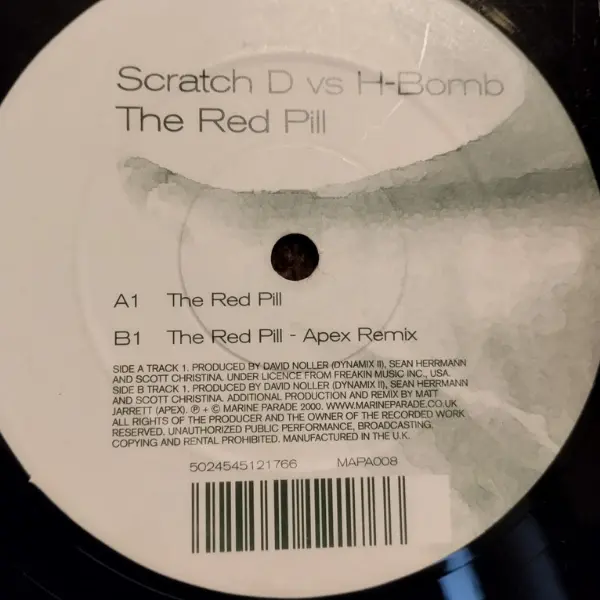 Scratch D vs H-Bomb
The Red Pill
A1 The Red Pill
B1 The Red Pill - Apex Remix
SIDE A TRACK 1. PRODUCED BY DAVID NOLLER (DYNAMIX II), SEAN HERRMANN
AND SCOTT CHRISTINA. UNDER LICENCE FROM FREAKIN MUSIC INC., USA.
SIDE B TRACK 1. PRODUCED BY DAVID NOLLER (DYNAMIX II), SEAN HERRMANN
AND SCOTT CHRISTINA. ADDITIONAL PRODUCTION AND REMIX BY MATT
JARRETT (APEX). ℗ + © MARINE PARADE 2000. WWW.MARINEPARADE.CO.UK
ALL RIGHTS OF THE PRODUCER AND THE OWNER OF THE RECORDED WORK
RESERVED. UNAUTHORIZED PUBLIC PERFORMANCE, BROADCASTING,
COPYING AND RENTAL PROHIBITED. MANUFACTURED IN THE U.K.
5024545121766 MAPA008